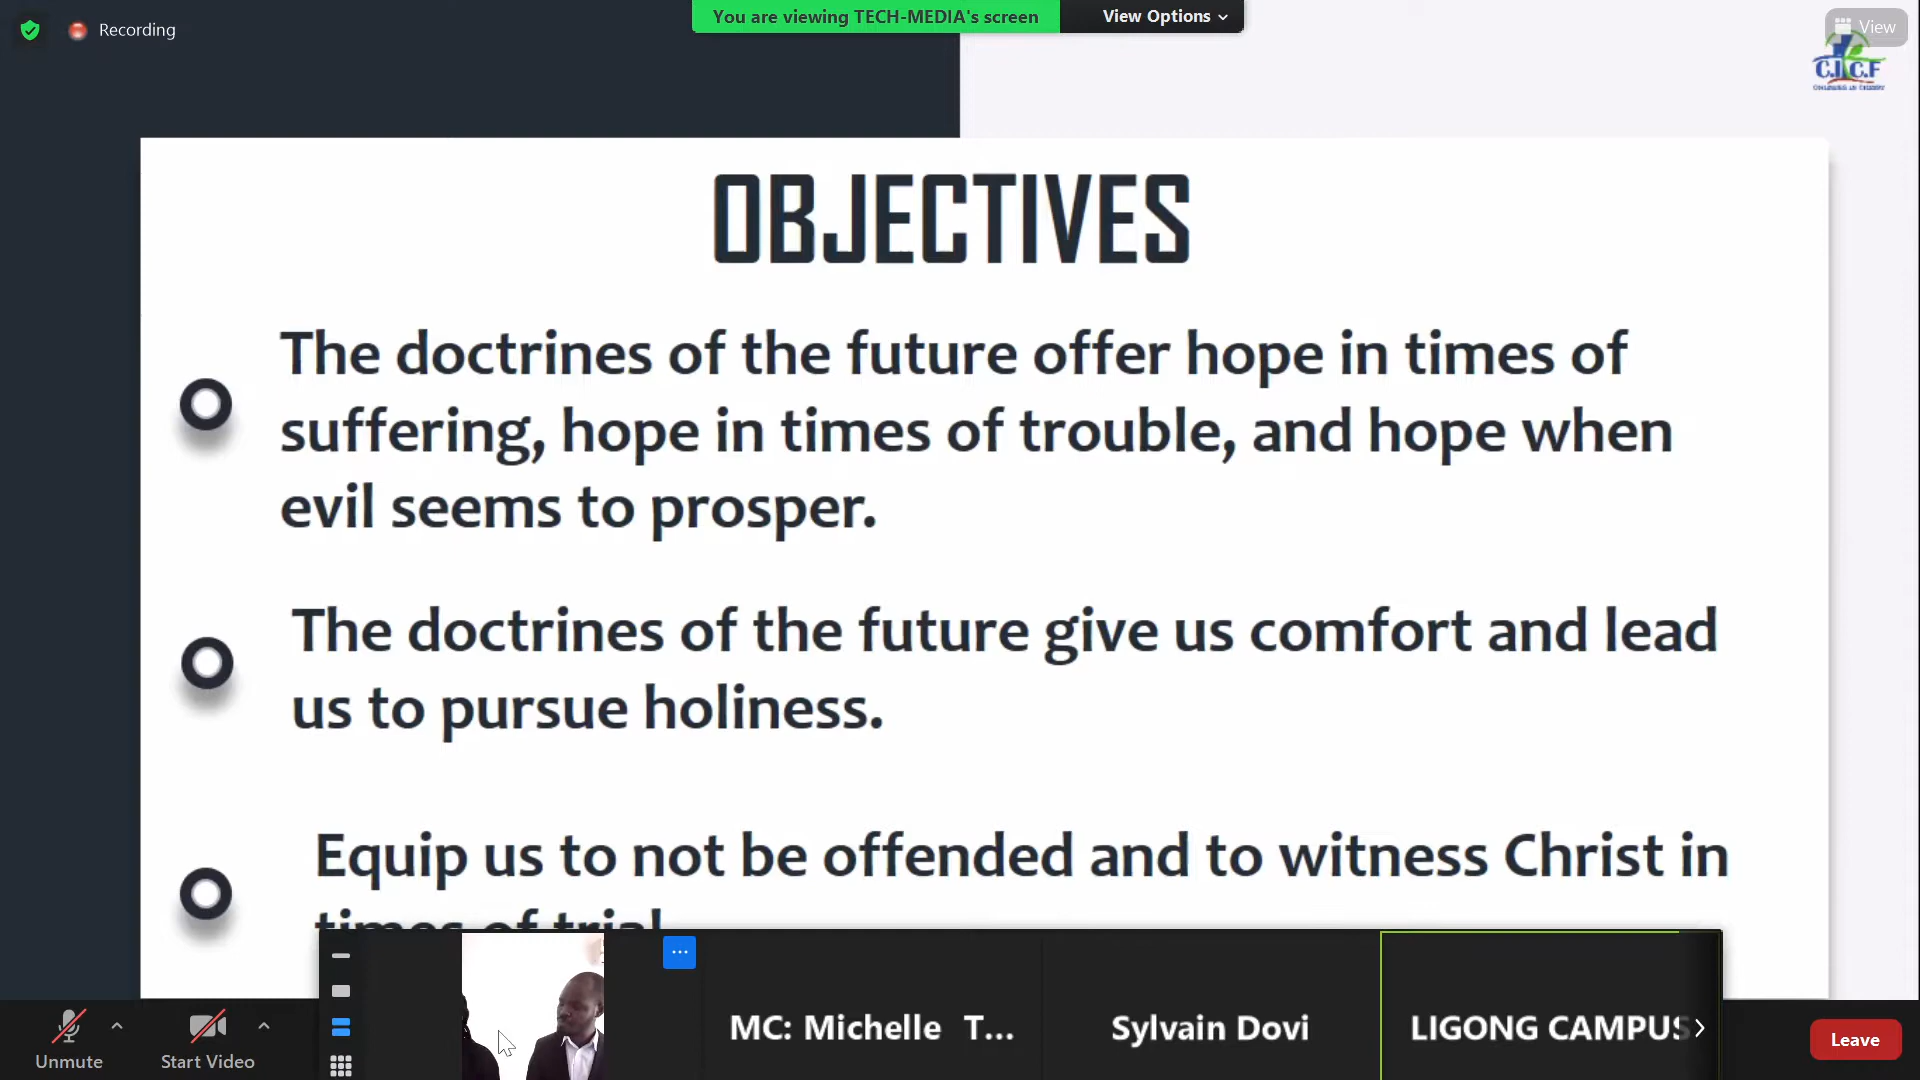 Recording
You are viewing TECH-MEDIA's screen
View Options
View
C.I.C.F
OBJECTIVES
The doctrines of the future offer hope in times of
suffering, hope in times of trouble, and hope when
evil seems to prosper.
The doctrines of the future give us comfort and lead
us to pursue holiness.
Equip us to not be offended and to witness Christ in
times of trial
MC: Michelle T...
Sylvain Dovi
LIGONG CAMPUS
Unmute
Start Video
Leave